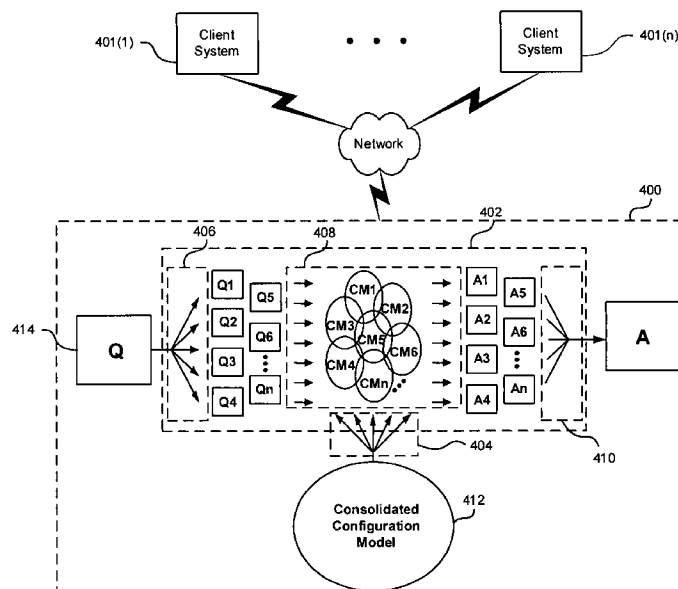 401(1)
Client
System
Client
System
401(n)
Network
400
402
406
408
414
Q
Q1
Q2
Q3
Q4
Q5
Q6
Qn
CM1
CM2
CM3
CM5
CM4
CM6
CMn
A1
A2
A3
A4
A5
A6
An
A
404
410
412
Consolidated
Configuration
Model